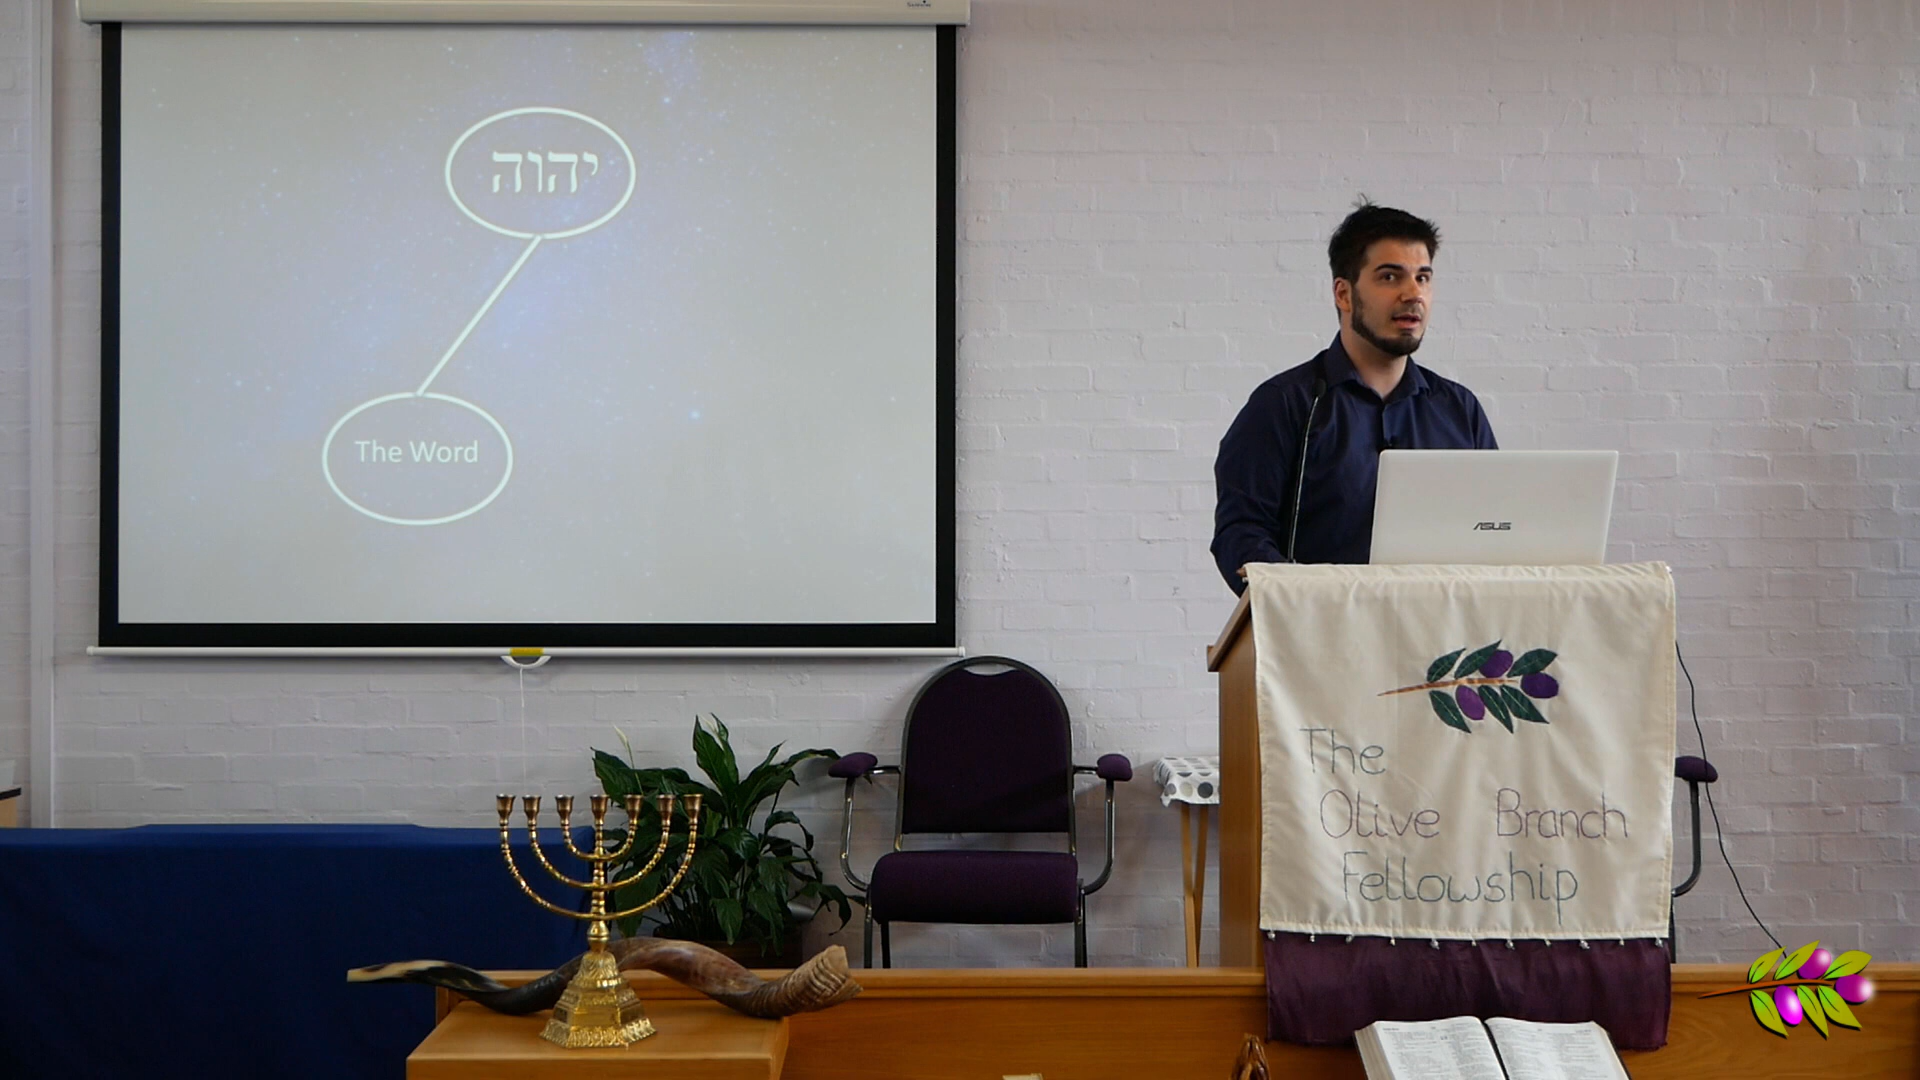 יהוה
The Word
ASUS
The
Olive Branch
Fellowship